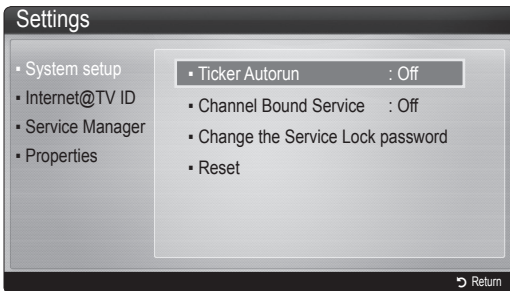 Settings
▪ System setup
▪ Internet@TV ID
▪ Service Manager
▪ Properties
▪ Ticker Autorun : Off
▪ Channel Bound Service : Off
▪ Change the Service Lock password
▪ Reset
Return